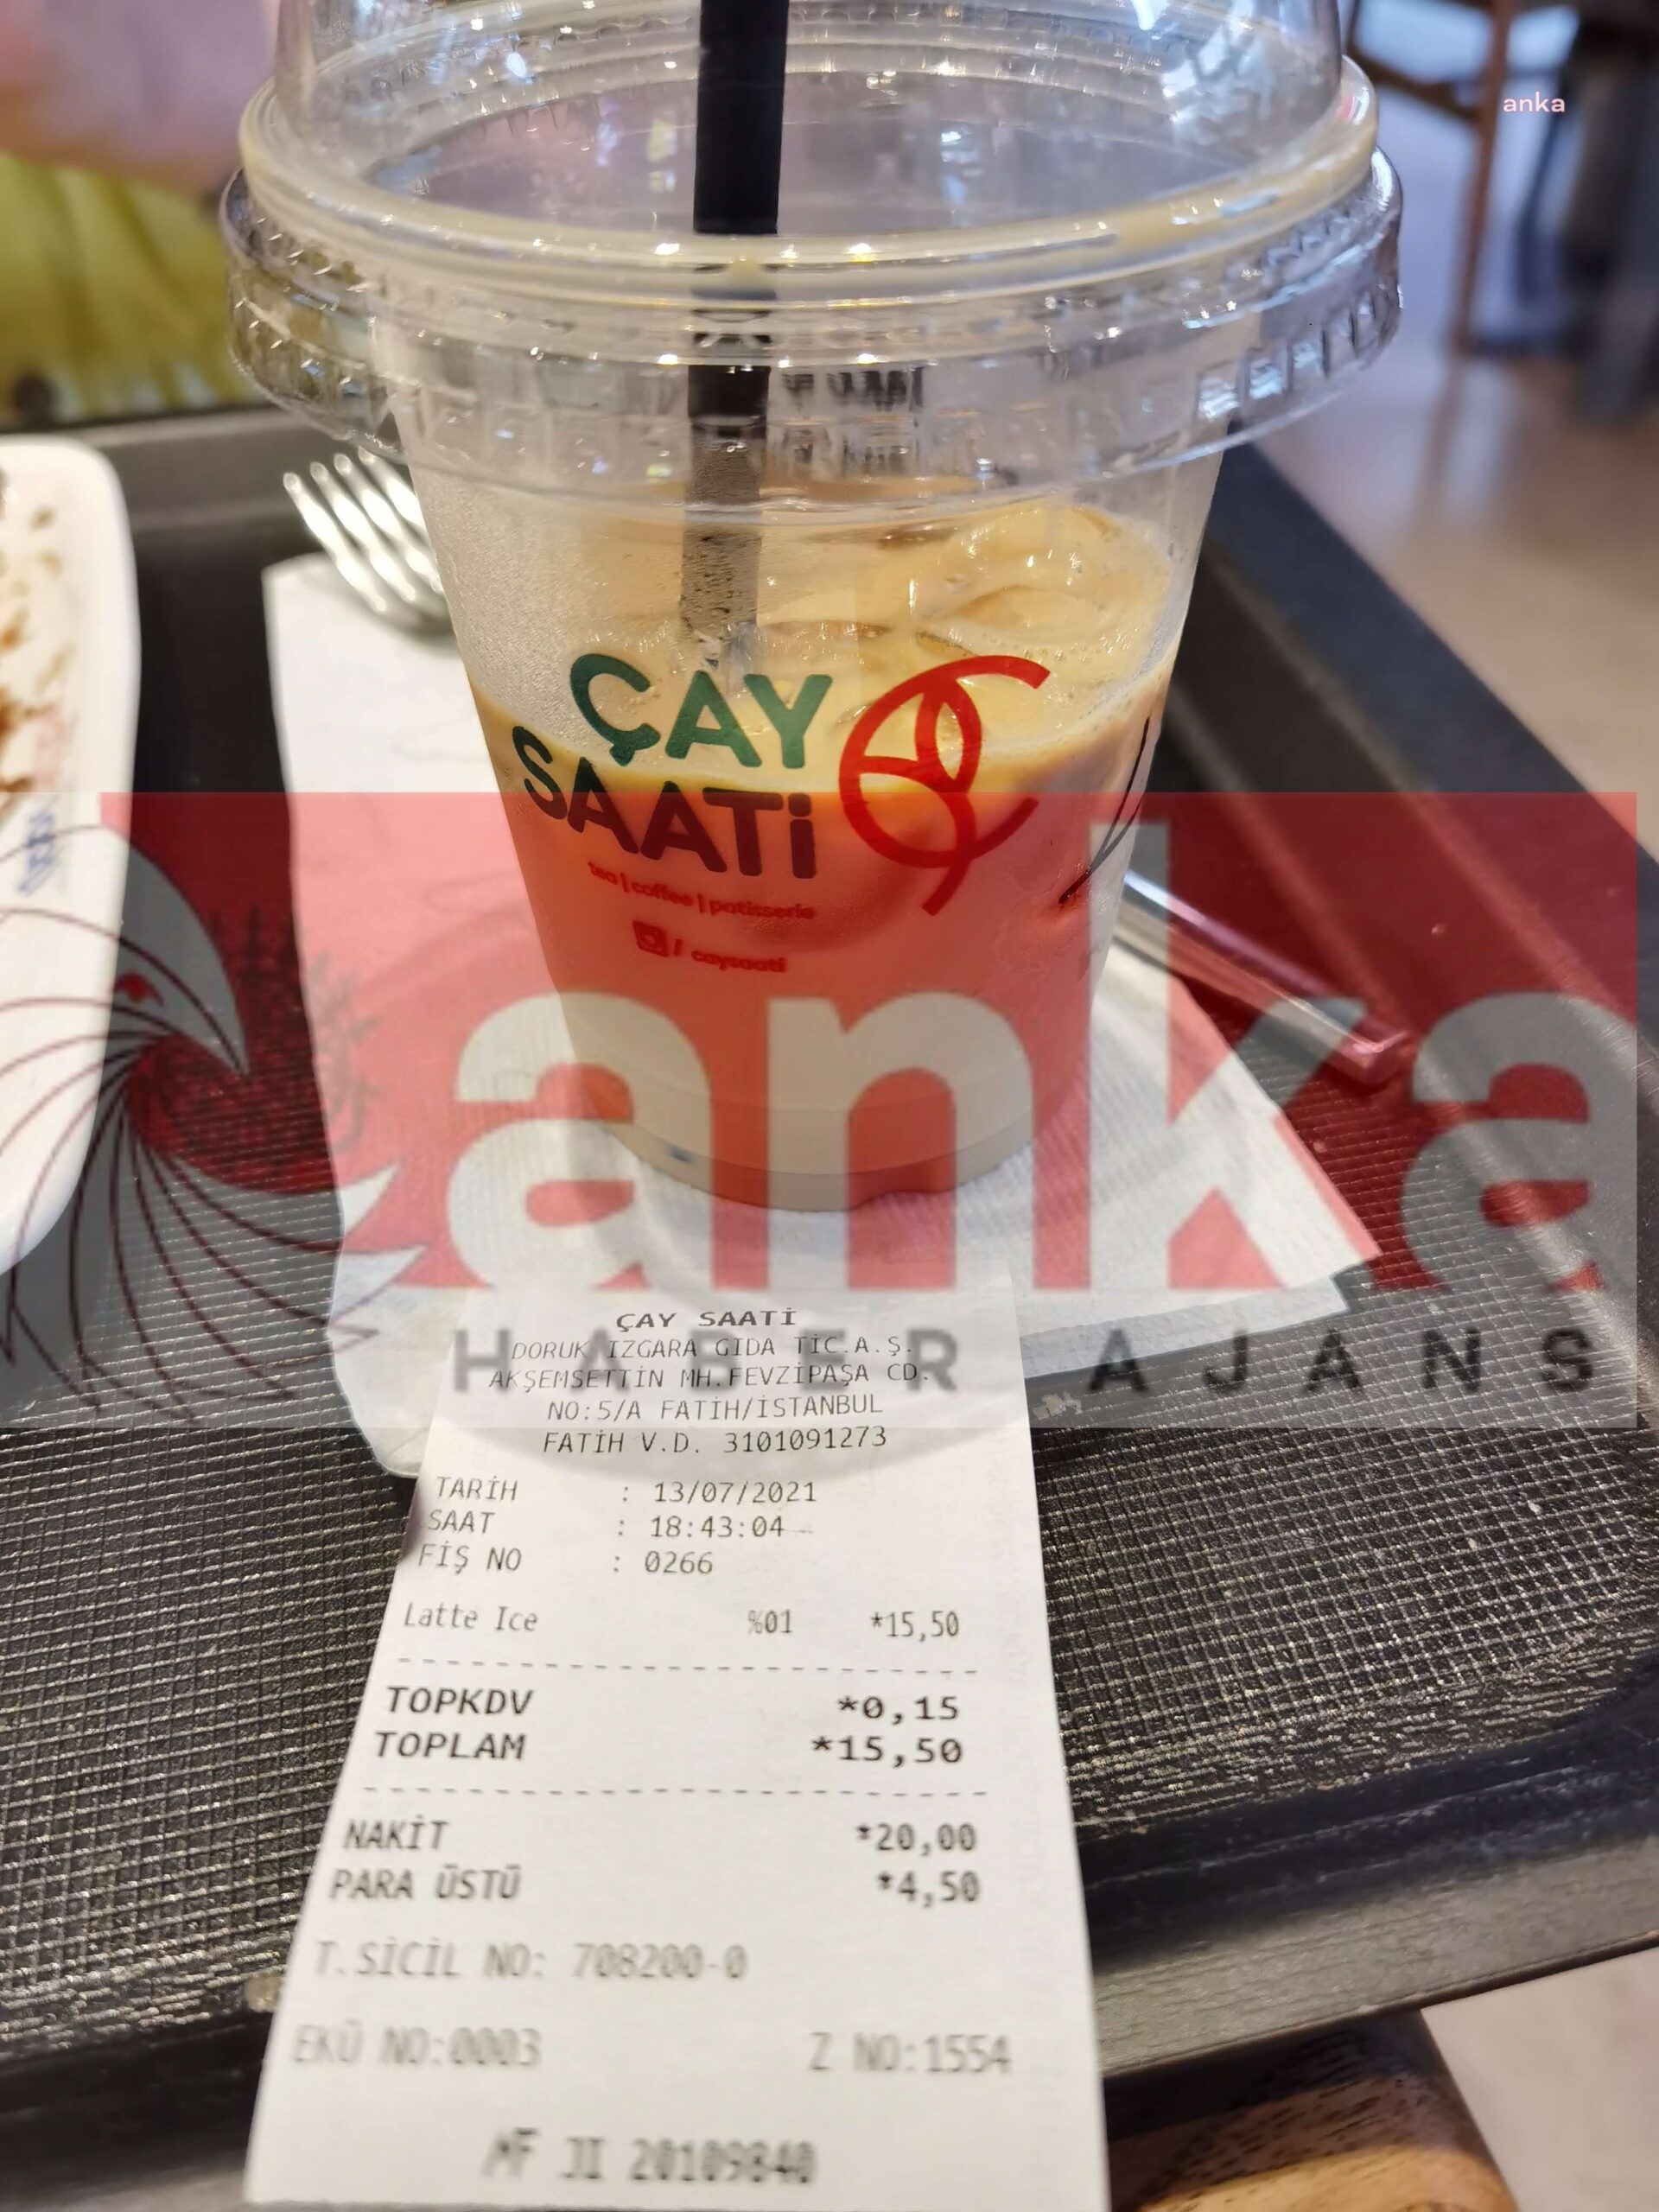 anka
ÇAY
SAATİ
tea | coffee | patisserie
/ caysaati
anka
HABER AJANS
ÇAY SAATİ
DORUK IZGARA GIDA TİC.A.Ş.
AKŞEMSETTİN MH.FEVZİPAŞA CD.
NO:5/A FATİH/İSTANBUL
FATİH V.D. 3101091273
TARİH : 13/07/2021
SAAT : 18:43:04
FİŞ NO : 0266
Latte Ice %01 *15,50
TOPKDV *0,15
TOPLAM *15,50
NAKİT *20,00
PARA ÜSTÜ *4,50
T.SİCİL NO: 708200-0
EKÜ NO:0003 Z NO:1554
MF JI 20109840